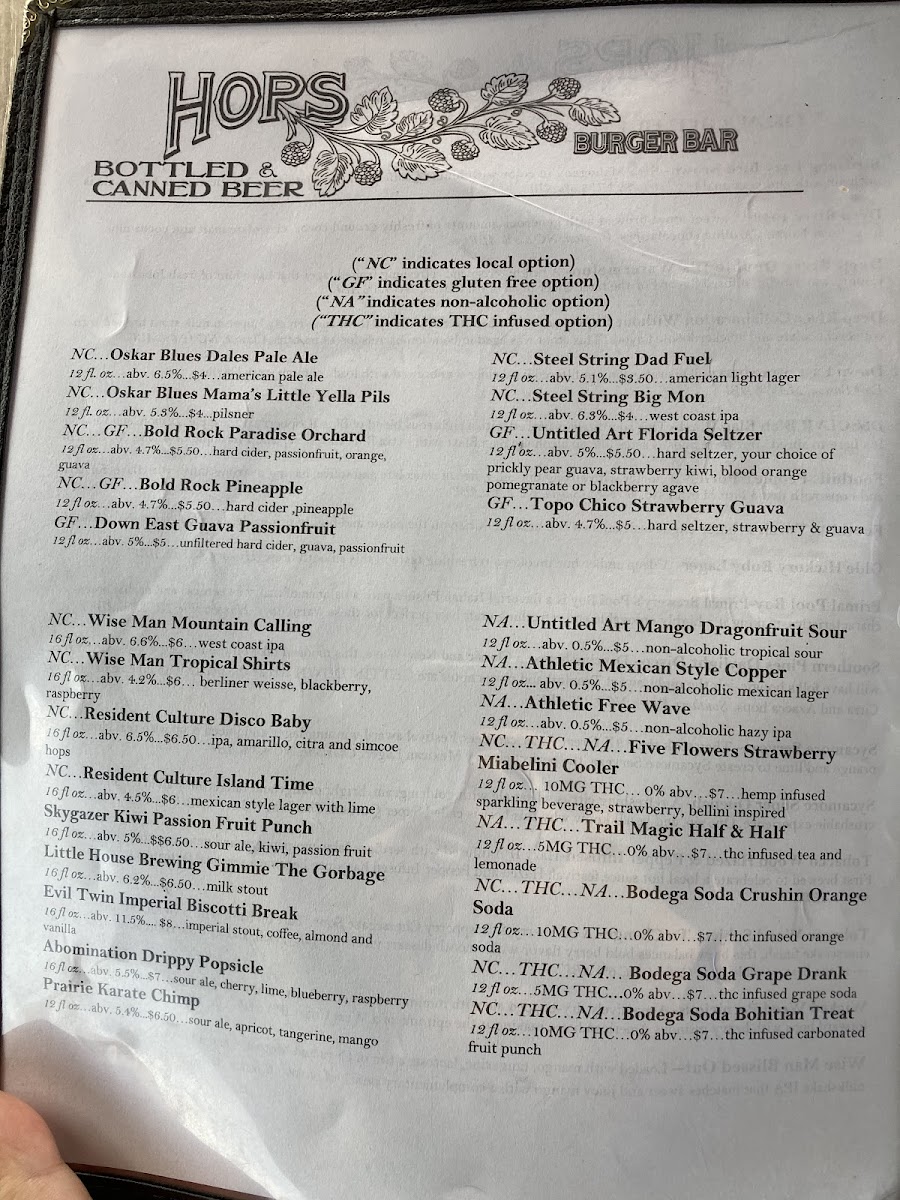 HOPS
BURGER BAR
BOTTLED &
CANNED BEER
("NC" indicates local option)
("GF" indicates gluten free option)
("NA" indicates non-alcoholic option)
("THC" indicates THC infused option)
NC...Oskar Blues Dales Pale Ale
12 fl. oz...abv. 6.5%...$4...american pale ale
NC...Oskar Blues Mama's Little Yella Pils
12 fl. oz...abv. 5.3%...$4...pilsner
NC...GF...Bold Rock Paradise Orchard
12 fl oz...abv. 4.7%...$5.50...hard cider, passionfruit, orange,
guava
NC...GF...Bold Rock Pineapple
12 fl oz...abv. 4.7%...$5.50...hard cider ,pineapple
GF...Down East Guava Passionfruit
12 fl oz...abv. 5%...$5...unfiltered hard cider, guava, passionfruit
NC...Steel String Dad Fuel
12 fl oz...abv. 5.1%...$3.50...american light lager
NC...Steel String Big Mon
12 fl oz...abv. 6.3%...$4...west coast ipa
GF...Untitled Art Florida Seltzer
12 fl oz...abv. 5%...$5.50...hard seltzer, your choice of
prickly pear guava, strawberry kiwi, blood orange
pomegranate or blackberry agave
GF...Topo Chico Strawberry Guava
12 fl oz...abv. 4.7%...$5...hard seltzer, strawberry & guava
NC...Wise Man Mountain Calling
16 fl oz...abv. 6.6%...$6...west coast ipa
NC...Wise Man Tropical Shirts
16 fl oz...abv. 4.2%...$6... berliner weisse, blackberry,
raspberry
NC...Resident Culture Disco Baby
16 fl oz...abv. 6.5%...$6.50...ipa, amarillo, citra and simcoe
hops
NC...Resident Culture Island Time
16 fl oz...abv. 4.5%...$6...mexican style lager with lime
Skygazer Kiwi Passion Fruit Punch
16 fl oz...abv. 5%...$$6.50...sour ale, kiwi, passion fruit
Little House Brewing Gimmie The Gorbage
16 fl oz...abv. 6.2%...$6.50...milk stout
Evil Twin Imperial Biscotti Break
16 fl oz...abv. 11.5%.... $8...imperial stout, coffee, almond and
vanilla
Abomination Drippy Popsicle
16 fl oz...abv. 5.5%...$7...sour ale, cherry, lime, blueberry, raspberry
Prairie Karate Chimp
12 fl oz...abv. 5.4%...$6.50...sour ale, apricot, tangerine, mango
NA...Untitled Art Mango Dragonfruit Sour
12 fl oz...abv. 0.5%...$5...non-alcoholic tropical sour
NA...Athletic Mexican Style Copper
12 fl oz... abv. 0.5%...$5...non-alcoholic mexican lager
NA...Athletic Free Wave
12 fl oz...abv. 0.5%...$5...non-alcoholic hazy ipa
NC...THC...NA...Five Flowers Strawberry
Miabelini Cooler
12 fl oz... 10MG THC... 0% abv...$7...hemp infused
sparkling beverage, strawberry, bellini inspired
NA...THC...Trail Magic Half & Half
12 fl oz...5MG THC...0% abv...$7...thc infused tea and
lemonade
NC...THC...NA...Bodega Soda Crushin Orange
Soda
12 fl oz...10MG THC...0% abv...$7...thc infused orange
soda
NC...THC...NA... Bodega Soda Grape Drank
12 fl oz...5MG THC...0% abv...$7...thc infused grape soda
NC...THC...NA...Bodega Soda Bohitian Treat
12 fl oz...10MG THC...0% abv...$7...thc infused carbonated
fruit punch